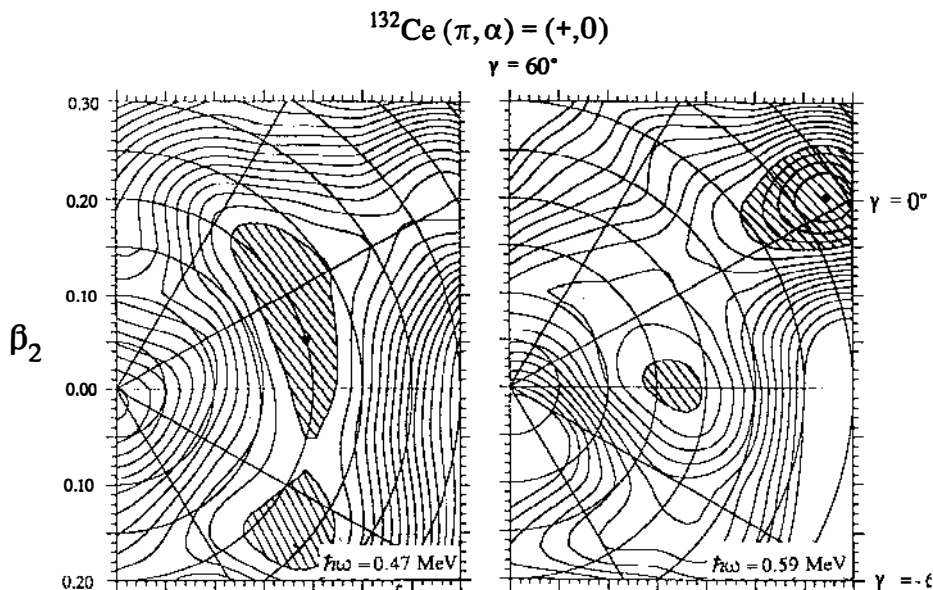 ¹³²Ce (π,α) = (+,0)
γ = 60°
0.30
0.20
γ = 0°
0.10
β₂
0.00
0.10
ħω = 0.47 MeV
ħω = 0.59 MeV
0.20
γ = -6